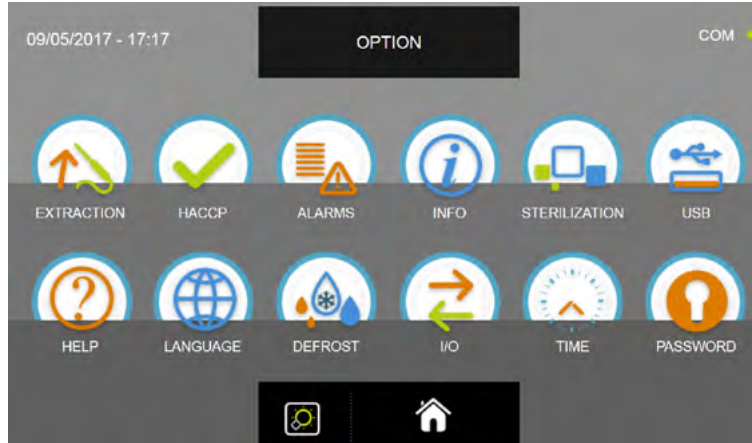 09/05/2017 - 17:17
OPTION
COM
EXTRACTION
HACCP
ALARMS
INFO
STERILIZATION
USB
HELP
LANGUAGE
DEFROST
I/O
TIME
PASSWORD